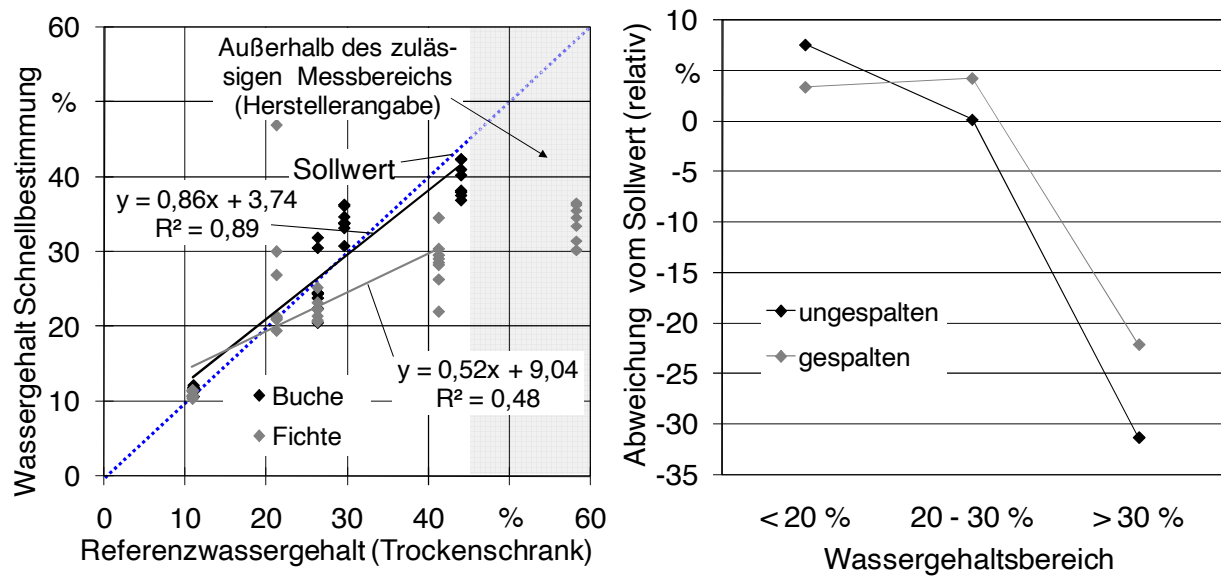 Wassergehalt Schnellbestimmung
60
50
%
40
30
20
10
0
Außerhalb des zuläs-
sigen Messbereichs
(Herstellerangabe)
Sollwert
y = 0,86x + 3,74
R² = 0,89
y = 0,52x + 9,04
R² = 0,48
Buche
Fichte
0 10 20 30 40 % 60
Referenzwassergehalt (Trockenschrank)
Abweichung vom Sollwert (relativ)
10
%
0
-5
-10
-15
-20
-25
-30
-35
ungespalten
gespalten
< 20 % 20 - 30 % > 30 %
Wassergehaltsbereich